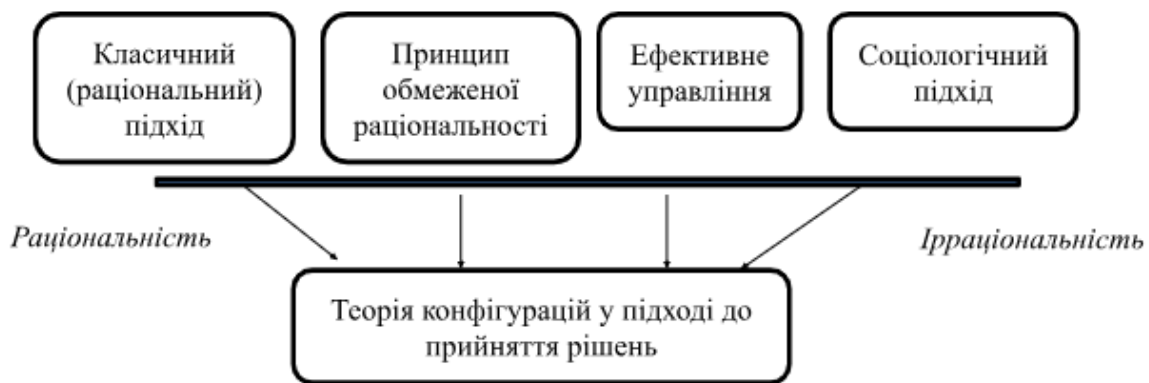 Класичний
(раціональний)
підхід
Принцип
обмеженої
раціональності
Ефективне
управління
Соціологічний
підхід
Раціональність
Ірраціональність
Теорія конфігурацій у підході до
прийняття рішень